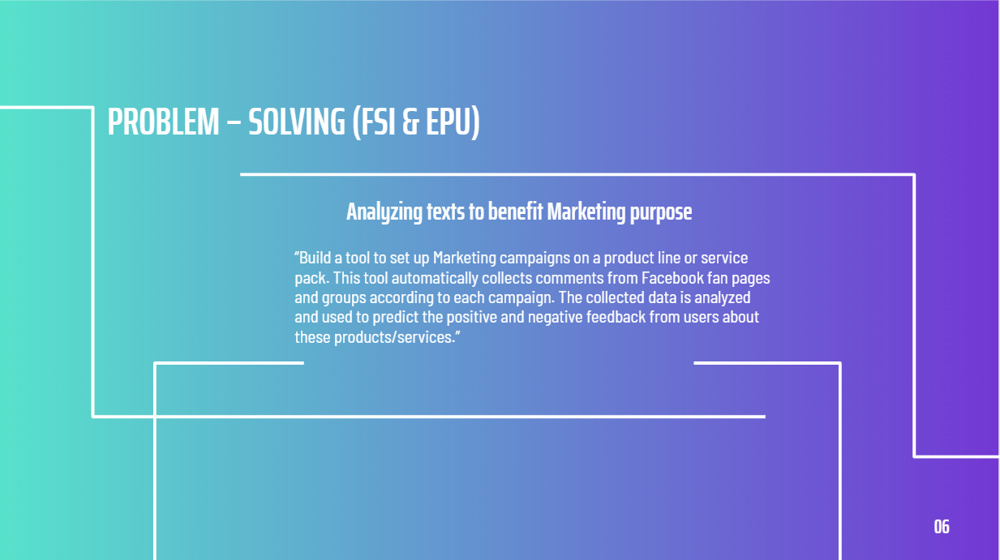 PROBLEM – SOLVING (FSI & EPU)
Analyzing texts to benefit Marketing purpose
“Build a tool to set up Marketing campaigns on a product line or service
pack. This tool automatically collects comments from Facebook fan pages
and groups according to each campaign. The collected data is analyzed
and used to predict the positive and negative feedback from users about
these products/services.”
06